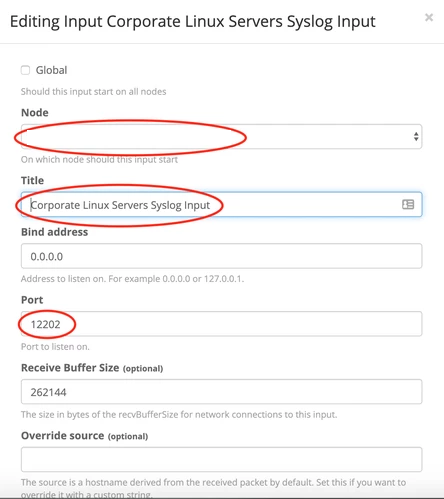 Editing Input Corporate Linux Servers Syslog Input
×
Global
Should this input start on all nodes
Node
On which node should this input start
Title
Corporate Linux Servers Syslog Input
Bind address
0.0.0.0
Address to listen on. For example 0.0.0.0 or 127.0.0.1.
Port
12202
Port to listen on.
Receive Buffer Size (optional)
262144
The size in bytes of the recvBufferSize for network connections to this input.
Override source (optional)
The source is a hostname derived from the received packet by default. Set this if you want to
override it with a custom string.